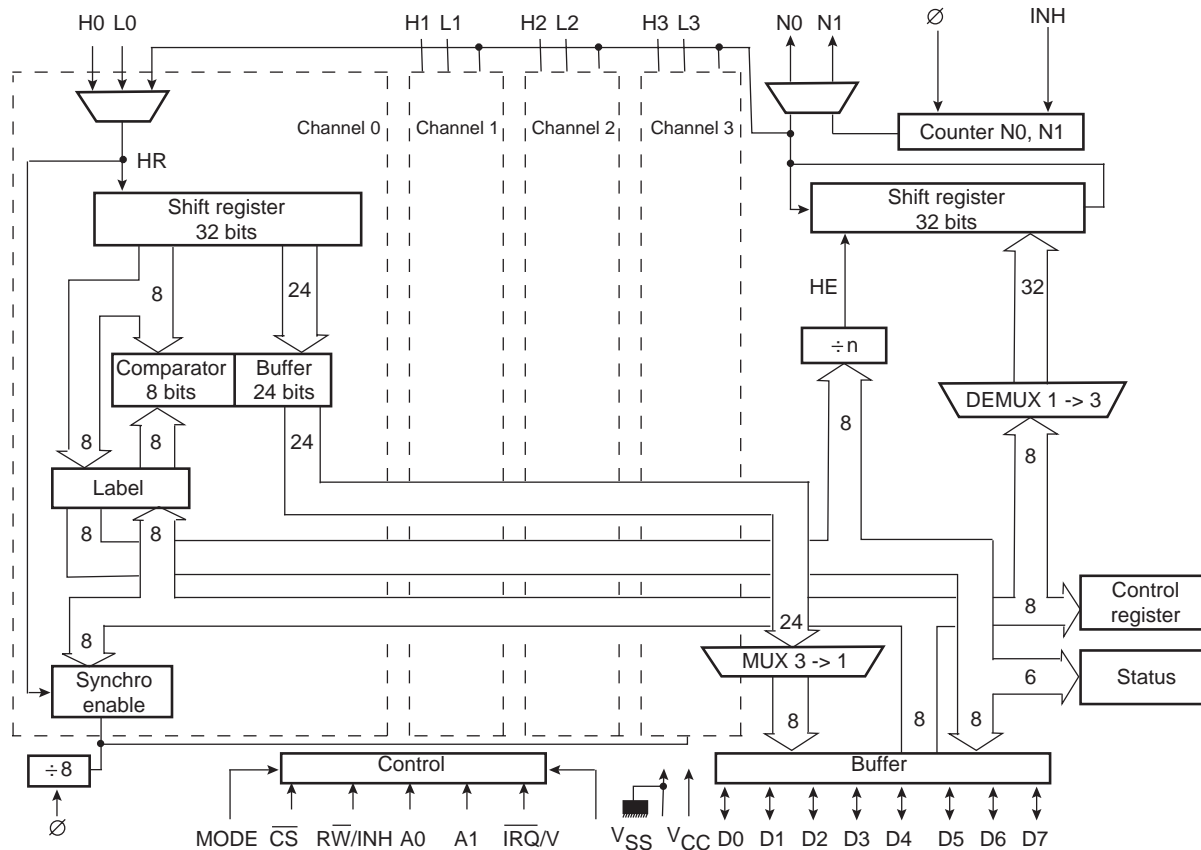 H0 L0
H1 L1
H2 L2
H3 L3
N0 N1
∅
INH
Channel 0
Channel 1
Channel 2
Channel 3
Counter N0, N1
HR
Shift register
32 bits
Shift register
32 bits
8
24
HE
32
÷n
Comparator
8 bits
Buffer
24 bits
DEMUX 1 -> 3
8
8
8
24
8
Label
8
8
8
24
8
Control
register
MUX 3 -> 1
6
Status
Synchro
enable
8
8
8
÷8
Control
Buffer
∅
MODE
CS
RW/INH
A0
A1
IRQ/V
VSS
VCC
D0
D1
D2
D3
D4
D5
D6
D7